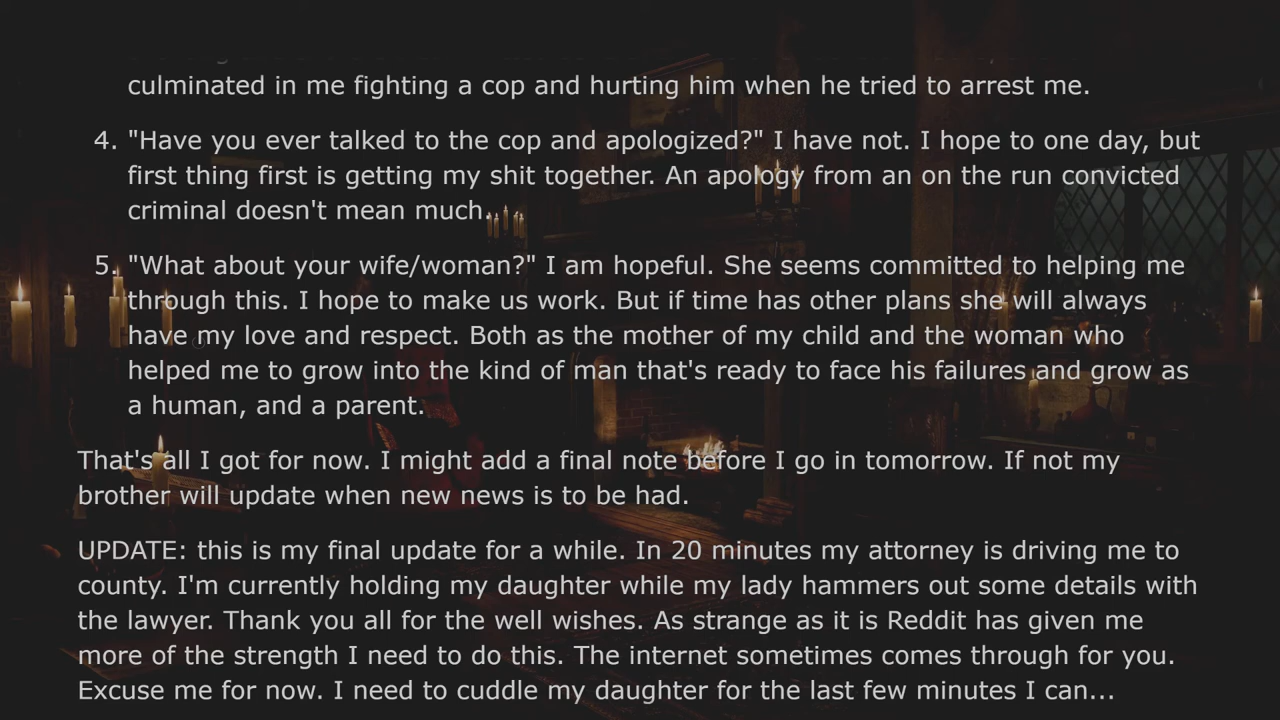 culminated in me fighting a cop and hurting him when he tried to arrest me.
4. "Have you ever talked to the cop and apologized?" I have not. I hope to one day, but
first thing first is getting my shit together. An apology from an on the run convicted
criminal doesn't mean much.
5. "What about your wife/woman?" I am hopeful. She seems committed to helping me
through this. I hope to make us work. But if time has other plans she will always
have my love and respect. Both as the mother of my child and the woman who
helped me to grow into the kind of man that's ready to face his failures and grow as
a human, and a parent.
That's all I got for now. I might add a final note before I go in tomorrow. If not my
brother will update when new news is to be had.
UPDATE: this is my final update for a while. In 20 minutes my attorney is driving me to
county. I'm currently holding my daughter while my lady hammers out some details with
the lawyer. Thank you all for the well wishes. As strange as it is Reddit has given me
more of the strength I need to do this. The internet sometimes comes through for you.
Excuse me for now. I need to cuddle my daughter for the last few minutes I can...